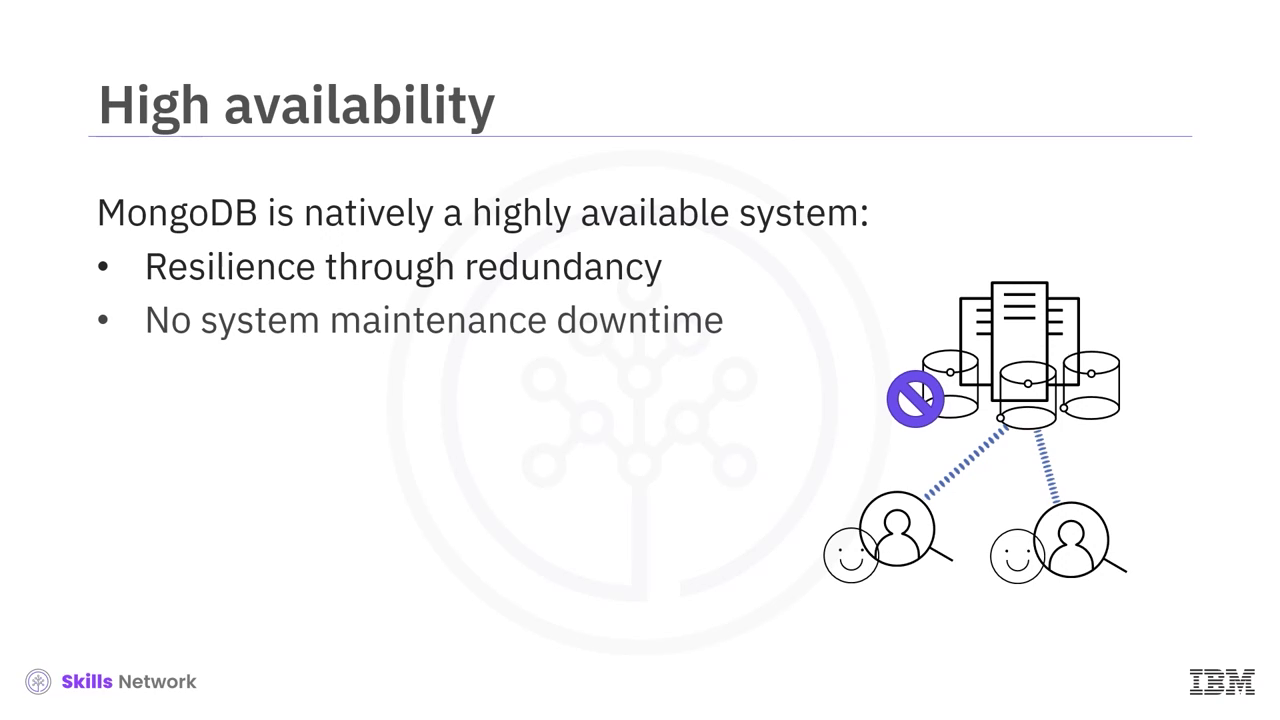 High availability
MongoDB is natively a highly available system:
• Resilience through redundancy
• No system maintenance downtime
Skills Network
IBM